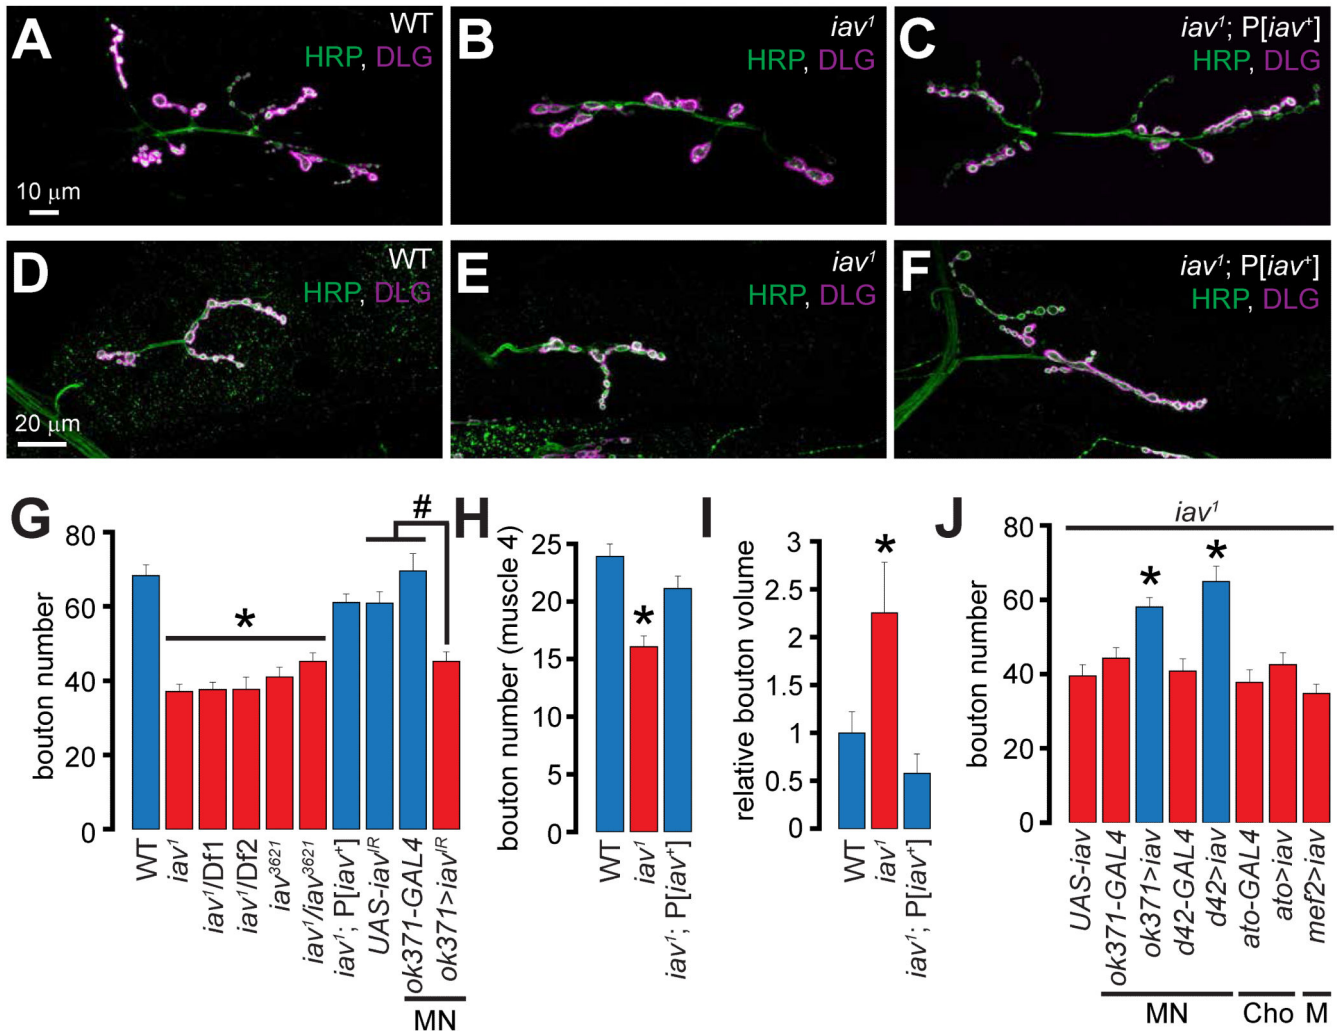 A WT HRP, DLG 10 μm
B iav¹ HRP, DLG
C iav¹; P[iav⁺] HRP, DLG
D WT HRP, DLG 20 μm
E iav¹ HRP, DLG
F iav¹; P[iav⁺] HRP, DLG
G
bouton number
80
60
40
20
0
*
#
WT
iav¹
iav¹/Df1
iav¹/Df2
iav³⁶²¹
iav¹/iav³⁶²¹
iav¹; P[iav⁺]
UAS-iavᴵᴿ
ok371-GAL4
ok371>iavᴵᴿ
MN
H
bouton number (muscle 4)
25
20
15
10
5
0
*
WT
iav¹
iav¹; P[iav⁺]
I
relative bouton volume
3
2.5
2
1.5
1
0.5
0
*
WT
iav¹
iav¹; P[iav⁺]
J
iav¹
bouton number
80
60
40
20
0
*
*
UAS-iav
ok371-GAL4
ok371>iav
d42-GAL4
d42>iav
ato-GAL4
ato>iav
mef2>iav
MN
Cho
M